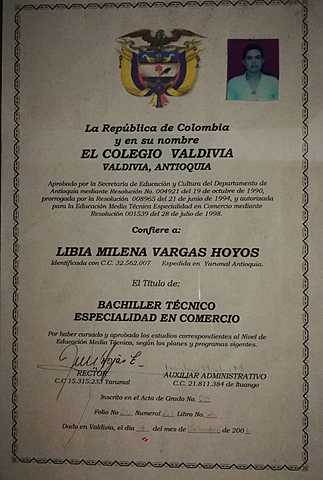 La República de Colombia
y en su nombre
EL COLEGIO VALDIVIA
VALDIVIA, ANTIOQUIA
Aprobado por la Secretaria de Educación y Cultura del Departamento de
Antioquia mediante Resolución No. 004921 del 19 de octubre de 1990,
prorrogada por la Resolución 008965 del 21 de junio de 1994, y autorizada
para la Educación Media Técnica Especialidad en Comercio mediante
Resolución 001539 del 28 de julio de 1998.
Confiere a:
LIBIA MILENA VARGAS HOYOS
Identificada con C.C. 32.562.007 Expedida en Yarumal Antioquia.
El Título de:
BACHILLER TÉCNICO
ESPECIALIDAD EN COMERCIO
Por haber cursado y aprobado los estudios correspondientes al Nivel de
Educación Media Técnica, según los planes y programas vigentes.
RECTOR
C.C 15.315.233 Yarumal
AUXILIAR ADMINISTRATIVO
C.C. 21.811.384 de Ituango
Inscrito en el Acta de Grado No.
Folio No Numeral Libro No.
Dado en Valdivia, el día del mes de de 200